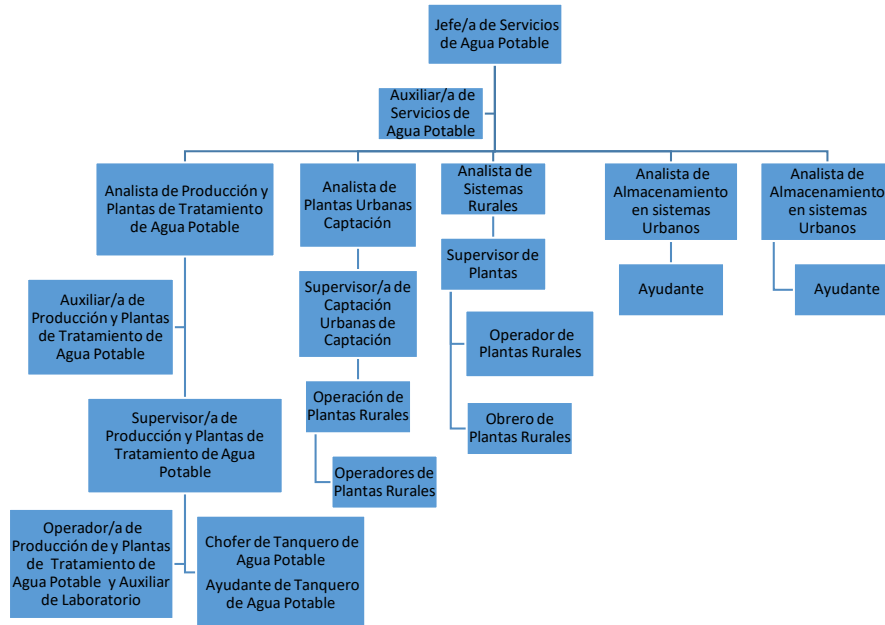 Jefe/a de Servicios
de Agua Potable
Auxiliar/a de
Servicios de
Agua Potable
Analista de Producción y
Plantas de Tratamiento
de Agua Potable
Analista de
Plantas Urbanas
Captación
Analista de
Sistemas
Rurales
Analista de
Almacenamiento
en sistemas
Urbanos
Analista de
Almacenamiento
en sistemas
Urbanos
Auxiliar/a de
Producción y Plantas
de Tratamiento de
Agua Potable
Supervisor/a de
Captación
Urbanas de
Captación
Supervisor de
Plantas
Ayudante
Ayudante
Operador de
Plantas Rurales
Supervisor/a de
Producción y Plantas de
Tratamiento de Agua
Potable
Operación de
Plantas Rurales
Obrero de
Plantas Rurales
Operadores de
Plantas Rurales
Operador/a de
Producción de y Plantas
de Tratamiento de
Agua Potable y Auxiliar
de Laboratorio
Chofer de Tanquero de
Agua Potable
Ayudante de Tanquero
de Agua Potable